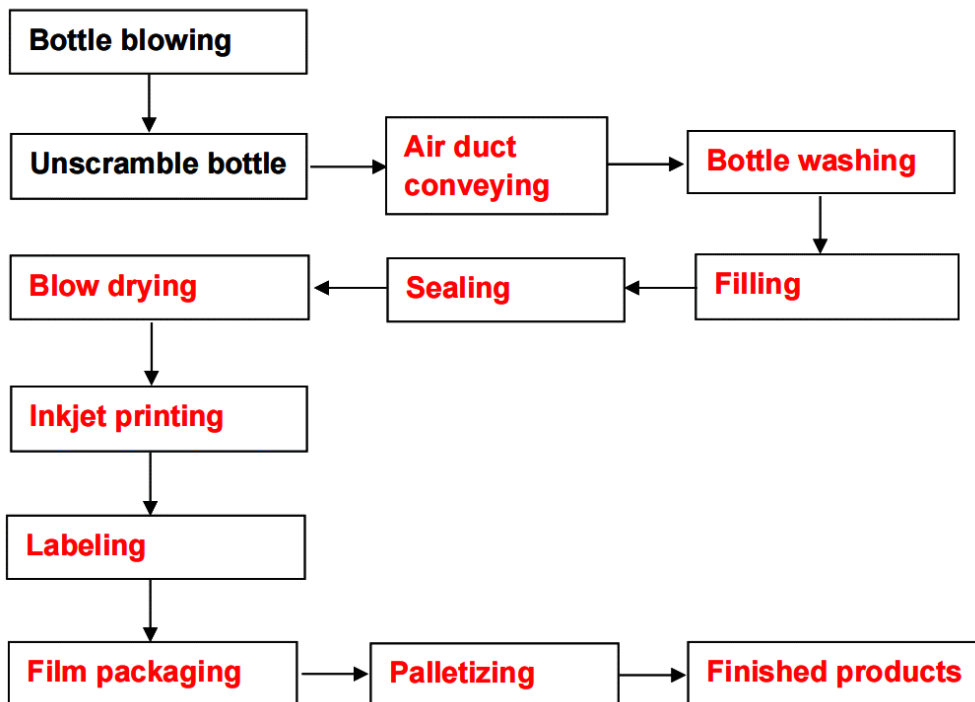 Bottle blowing
Unscramble bottle
Air duct
conveying
Bottle washing
Filling
Sealing
Blow drying
Inkjet printing
Labeling
Film packaging
Palletizing
Finished products